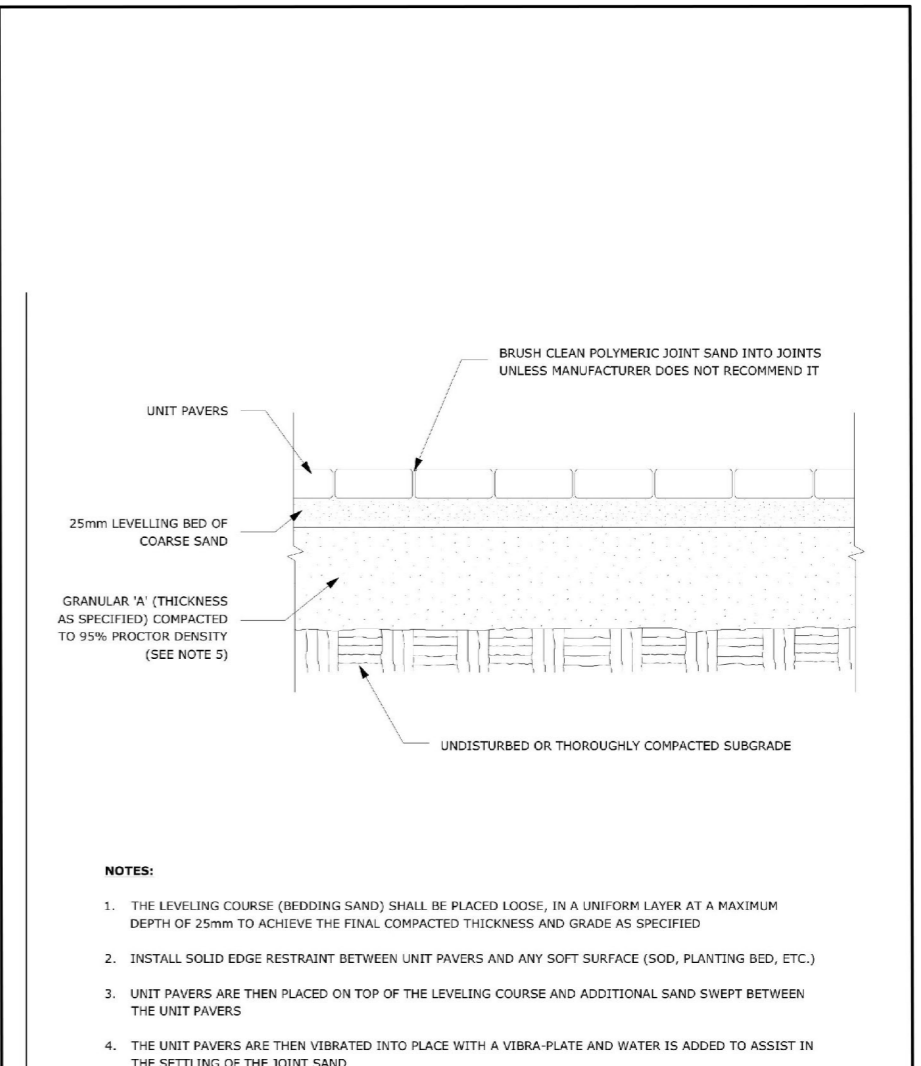 BRUSH CLEAN POLYMERIC JOINT SAND INTO JOINTS
UNLESS MANUFACTURER DOES NOT RECOMMEND IT
UNIT PAVERS
25mm LEVELLING BED OF
COARSE SAND
GRANULAR 'A' (THICKNESS
AS SPECIFIED) COMPACTED
TO 95% PROCTOR DENSITY
(SEE NOTE 5)
UNDISTURBED OR THOROUGHLY COMPACTED SUBGRADE
NOTES:
1. THE LEVELING COURSE (BEDDING SAND) SHALL BE PLACED LOOSE, IN A UNIFORM LAYER AT A MAXIMUM
DEPTH OF 25mm TO ACHIEVE THE FINAL COMPACTED THICKNESS AND GRADE AS SPECIFIED
2. INSTALL SOLID EDGE RESTRAINT BETWEEN UNIT PAVERS AND ANY SOFT SURFACE (SOD, PLANTING BED, ETC.)
3. UNIT PAVERS ARE THEN PLACED ON TOP OF THE LEVELING COURSE AND ADDITIONAL SAND SWEPT BETWEEN
THE UNIT PAVERS
4. THE UNIT PAVERS ARE THEN VIBRATED INTO PLACE WITH A VIBRA-PLATE AND WATER IS ADDED TO ASSIST IN
THE SETTLING OF THE JOINT SAND